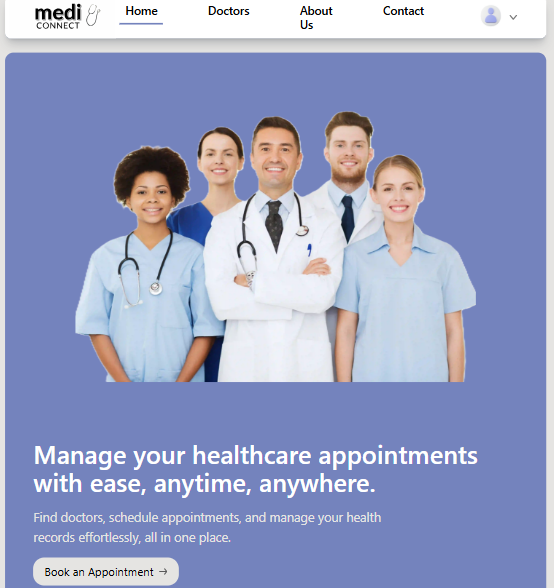 medi
CONNECT
Home
Doctors
About
Us
Contact
Manage your healthcare appointments
with ease, anytime, anywhere.
Find doctors, schedule appointments, and manage your health
records effortlessly, all in one place.
Book an Appointment →